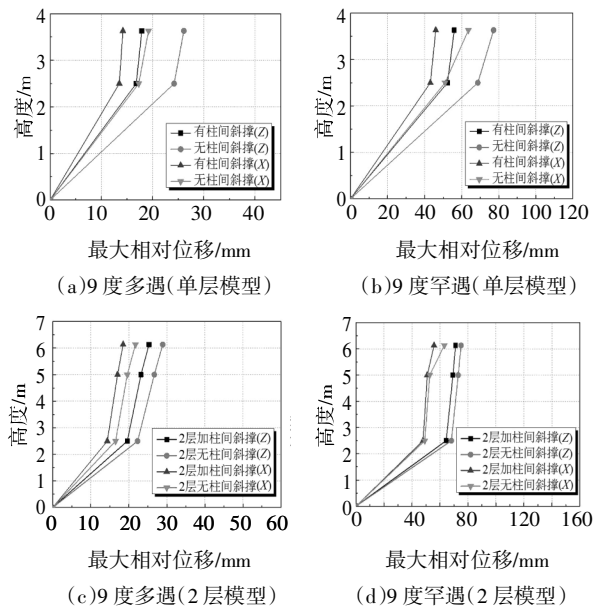 4
3
2
1
0
高度/m
有柱间斜撑(Z)
无柱间斜撑(Z)
有柱间斜撑(X)
无柱间斜撑(X)
0 10 20 30 40
最大相对位移/mm
(a)9 度多遇(单层模型)
4
3
2
1
0
高度/m
有柱间斜撑(Z)
无柱间斜撑(Z)
有柱间斜撑(X)
无柱间斜撑(X)
0 20 40 60 80 100 120
最大相对位移/mm
(b)9 度罕遇(单层模型)
7
6
5
4
3
2
1
0
高度/m
2层加柱间斜撑(Z)
2层无柱间斜撑(Z)
2层加柱间斜撑(X)
2层无柱间斜撑(X)
0 10 20 30 40 50 60
最大相对位移/mm
(c)9 度多遇(2 层模型)
7
6
5
4
3
2
1
0
高度/m
2层加柱间斜撑(Z)
2层无柱间斜撑(Z)
2层加柱间斜撑(X)
2层无柱间斜撑(X)
0 40 80 120 160
最大相对位移/mm
(d)9 度罕遇(2 层模型)